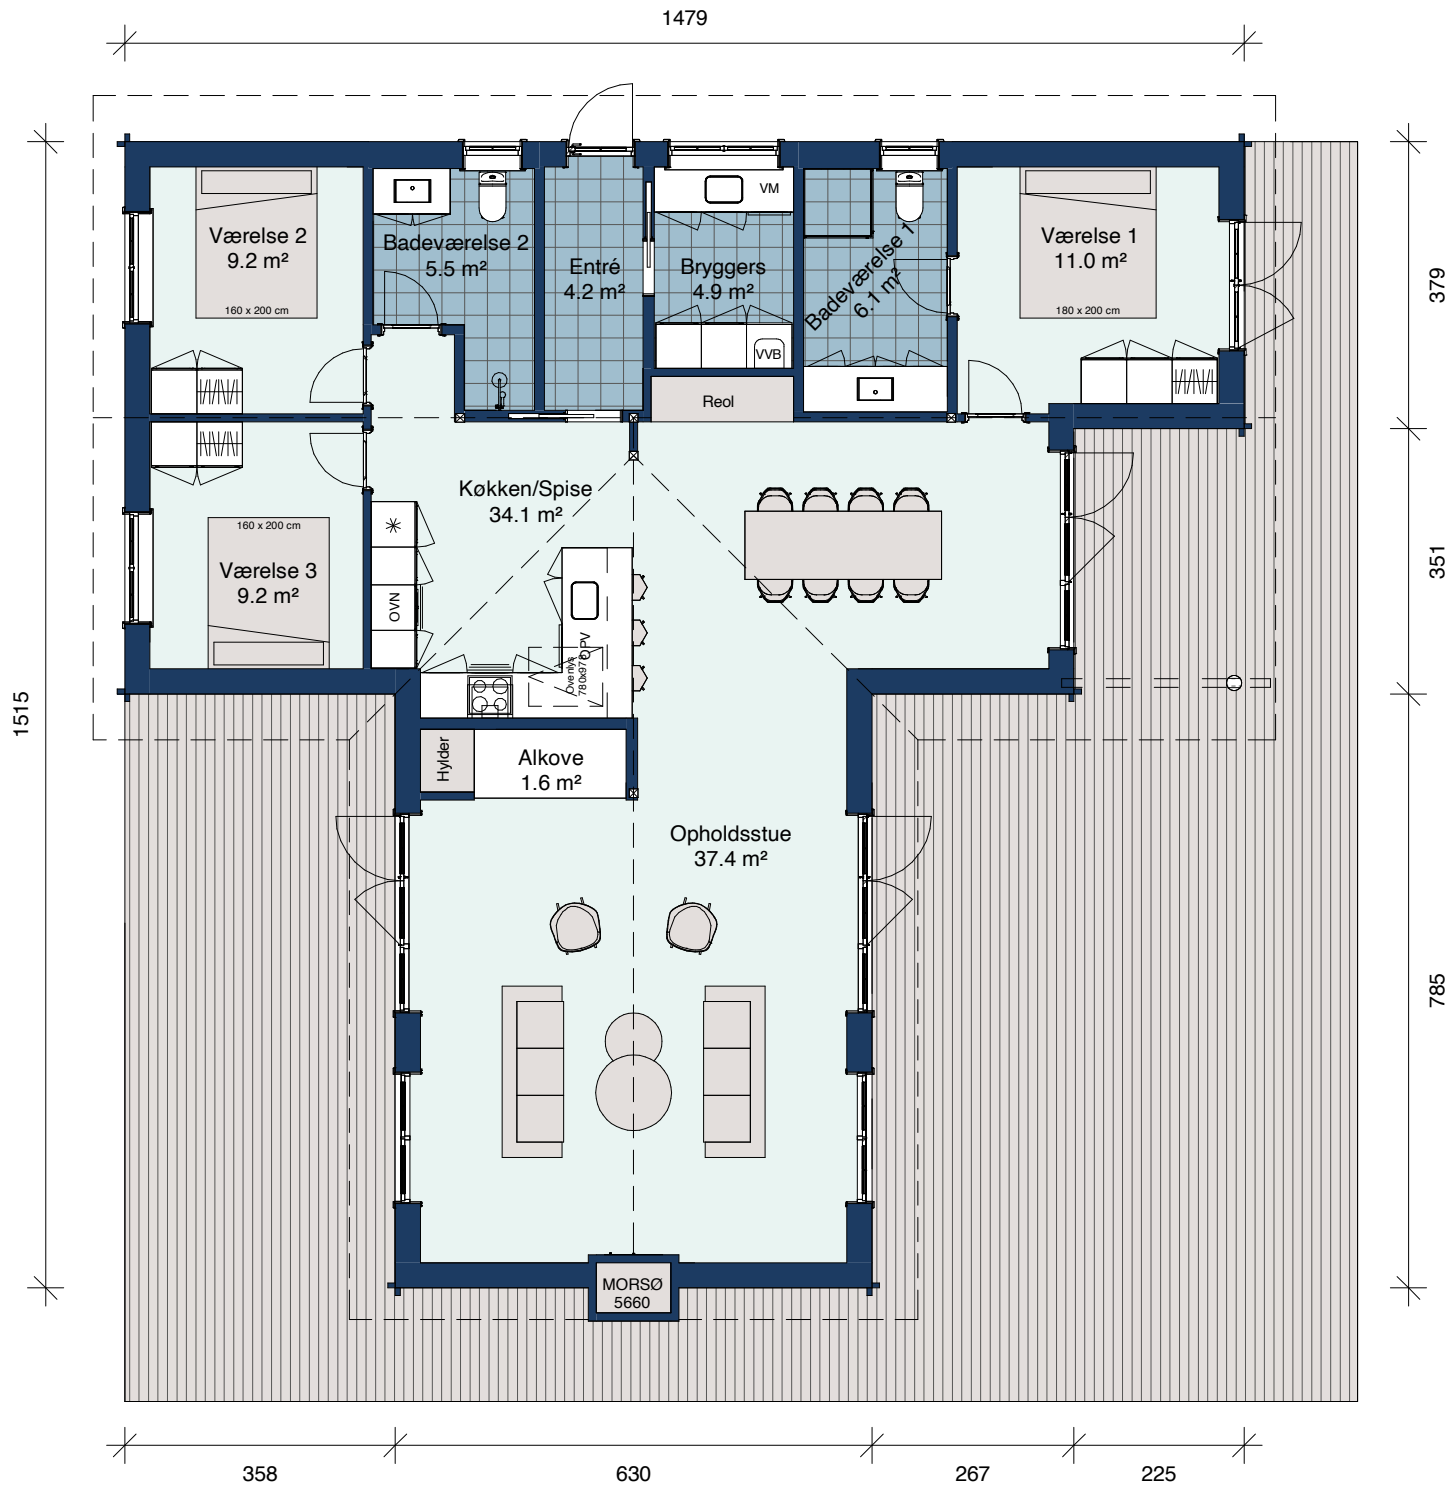 1479
Værelse 2
9.2 m²
160 x 200 cm
Badeværelse 2
5.5 m²
Entré
4.2 m²
VM
Bryggers
4.9 m²
VVB
Badeværelse 1
6.1 m²
Værelse 1
11.0 m²
180 x 200 cm
379
Reol
Køkken/Spise
34.1 m²
160 x 200 cm
Værelse 3
9.2 m²
OVN
OPV
Ovenlys
780x978
351
1515
Hylder
Alkove
1.6 m²
Opholdsstue
37.4 m²
785
MORSØ
5660
358
630
267
225